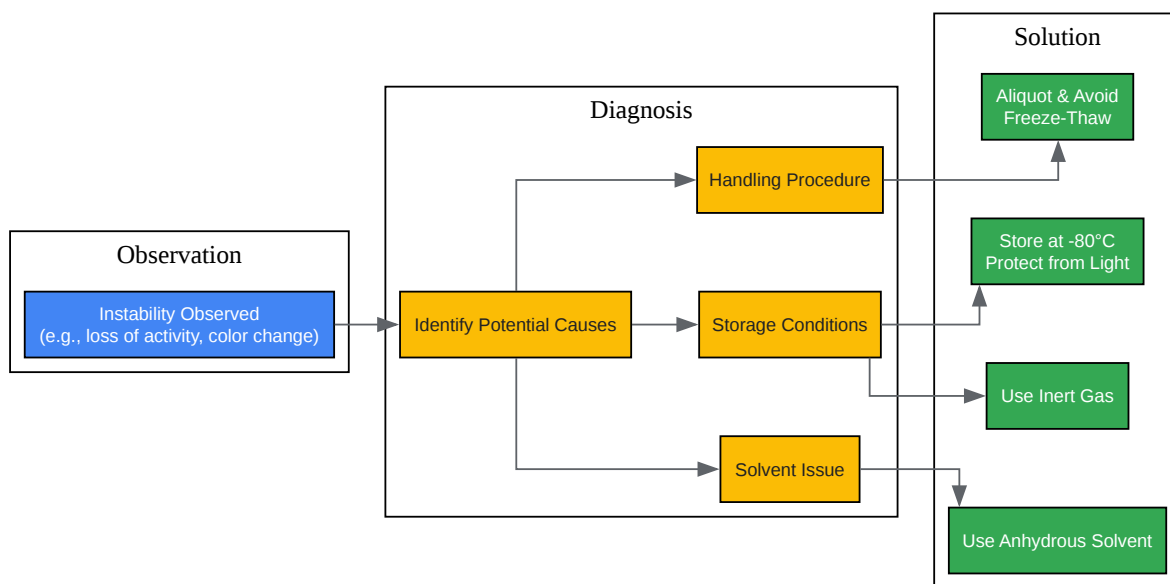 Observation
Instability Observed
(e.g., loss of activity, color change)
Diagnosis
Identify Potential Causes
Handling Procedure
Storage Conditions
Solvent Issue
Solution
Aliquot & Avoid
Freeze-Thaw
Store at -80°C
Protect from Light
Use Inert Gas
Use Anhydrous Solvent